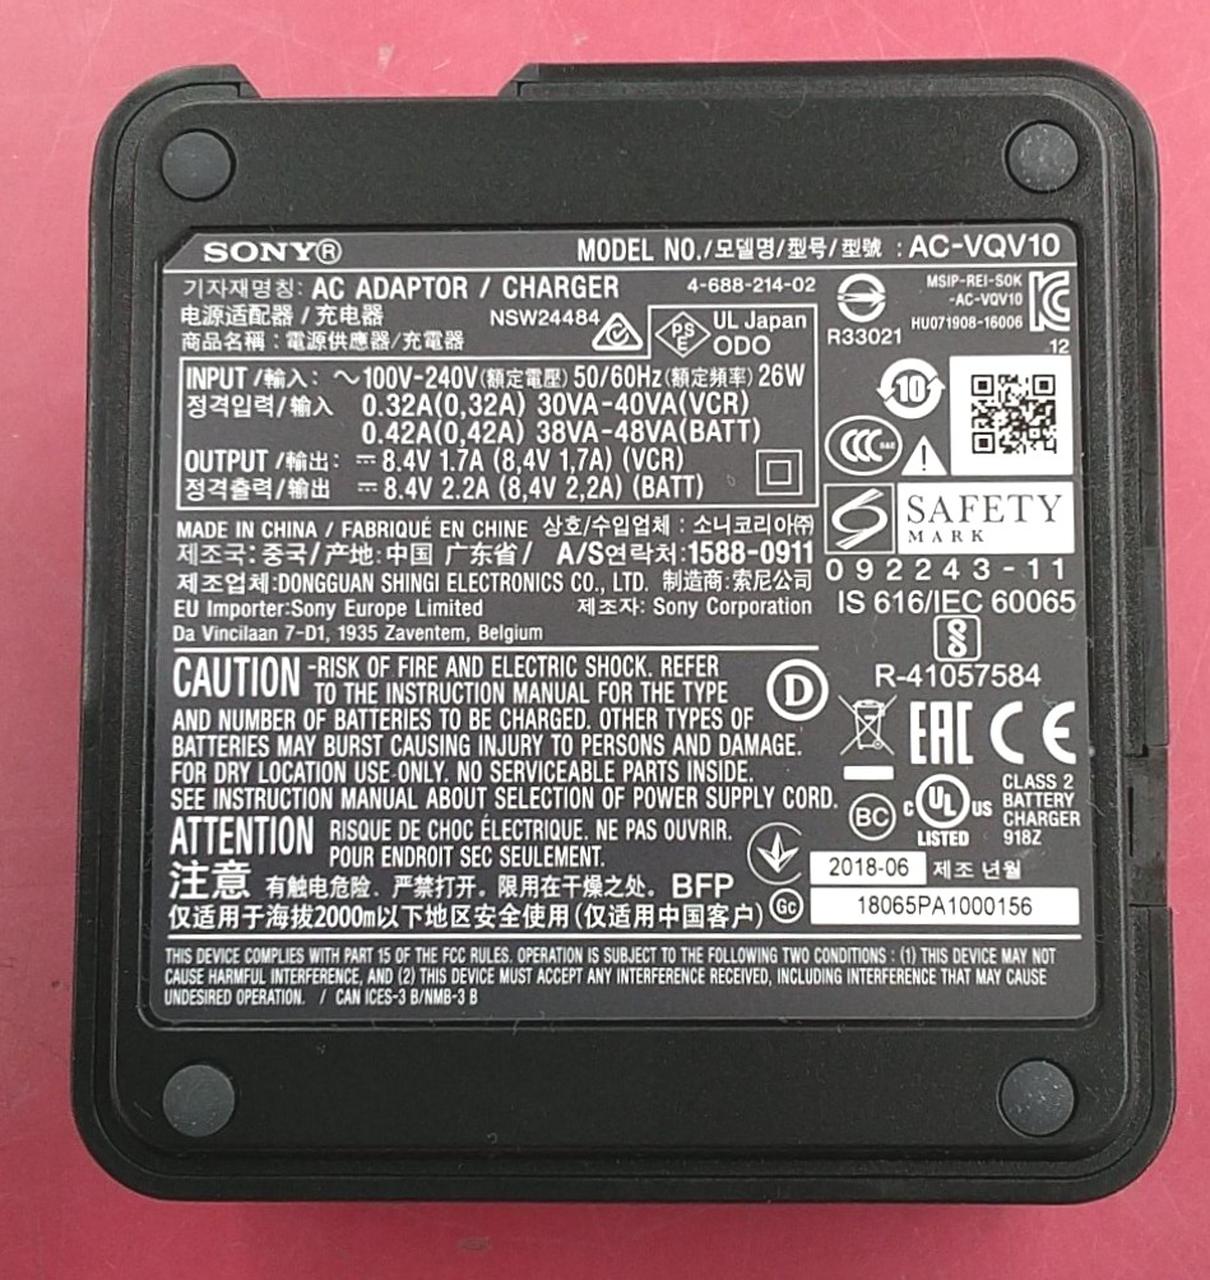 SONY®
MODEL NO./모델명/型号/型號 : AC-VQV10
기자재명칭: AC ADAPTOR / CHARGER
4-688-214-02
电源适配器 / 充电器
NSW24484
商品名稱 : 電源供應器/充電器
PSE
UL Japan
ODO
R33021
MSIP-REI-SOK
-AC-VQV10
HU071908-16006
12
INPUT /輸入: ～100V-240V(額定電壓) 50/60Hz(額定頻率) 26W
정격입력/输入 0.32A(0,32A) 30VA-40VA(VCR)
0.42A(0,42A) 38VA-48VA(BATT)
OUTPUT /輸出: ⎓ 8.4V 1.7A (8,4V 1,7A) (VCR)
정격출력/输出 ⎓ 8.4V 2.2A (8,4V 2,2A) (BATT)
10
CCC S&E
SAFETY
MARK
092243-11
IS 616/IEC 60065
R-41057584
MADE IN CHINA / FABRIQUÉ EN CHINE 상호/수입업체 : 소니코리아㈜
제조국: 중국/产地:中国 广东省/ A/S연락처:1588-0911
제조업체:DONGGUAN SHINGI ELECTRONICS CO., LTD. 制造商:索尼公司
EU Importer:Sony Europe Limited 제조자: Sony Corporation
Da Vincilaan 7-D1, 1935 Zaventem, Belgium
CAUTION -RISK OF FIRE AND ELECTRIC SHOCK. REFER
TO THE INSTRUCTION MANUAL FOR THE TYPE
AND NUMBER OF BATTERIES TO BE CHARGED. OTHER TYPES OF
BATTERIES MAY BURST CAUSING INJURY TO PERSONS AND DAMAGE.
FOR DRY LOCATION USE ONLY. NO SERVICEABLE PARTS INSIDE.
SEE INSTRUCTION MANUAL ABOUT SELECTION OF POWER SUPPLY CORD.
D
EAC CE
BC
c UL us
LISTED
CLASS 2
BATTERY
CHARGER
918Z
ATTENTION RISQUE DE CHOC ÉLECTRIQUE. NE PAS OUVRIR.
POUR ENDROIT SEC SEULEMENT.
注意 有触电危险。严禁打开。限用在干燥之处。 BFP
仅适用于海拔2000m以下地区安全使用(仅适用中国客户)
Gc
2018-06 제조 년월
18065PA1000156
THIS DEVICE COMPLIES WITH PART 15 OF THE FCC RULES. OPERATION IS SUBJECT TO THE FOLLOWING TWO CONDITIONS : (1) THIS DEVICE MAY NOT
CAUSE HARMFUL INTERFERENCE, AND (2) THIS DEVICE MUST ACCEPT ANY INTERFERENCE RECEIVED, INCLUDING INTERFERENCE THAT MAY CAUSE
UNDESIRED OPERATION. / CAN ICES-3 B/NMB-3 B